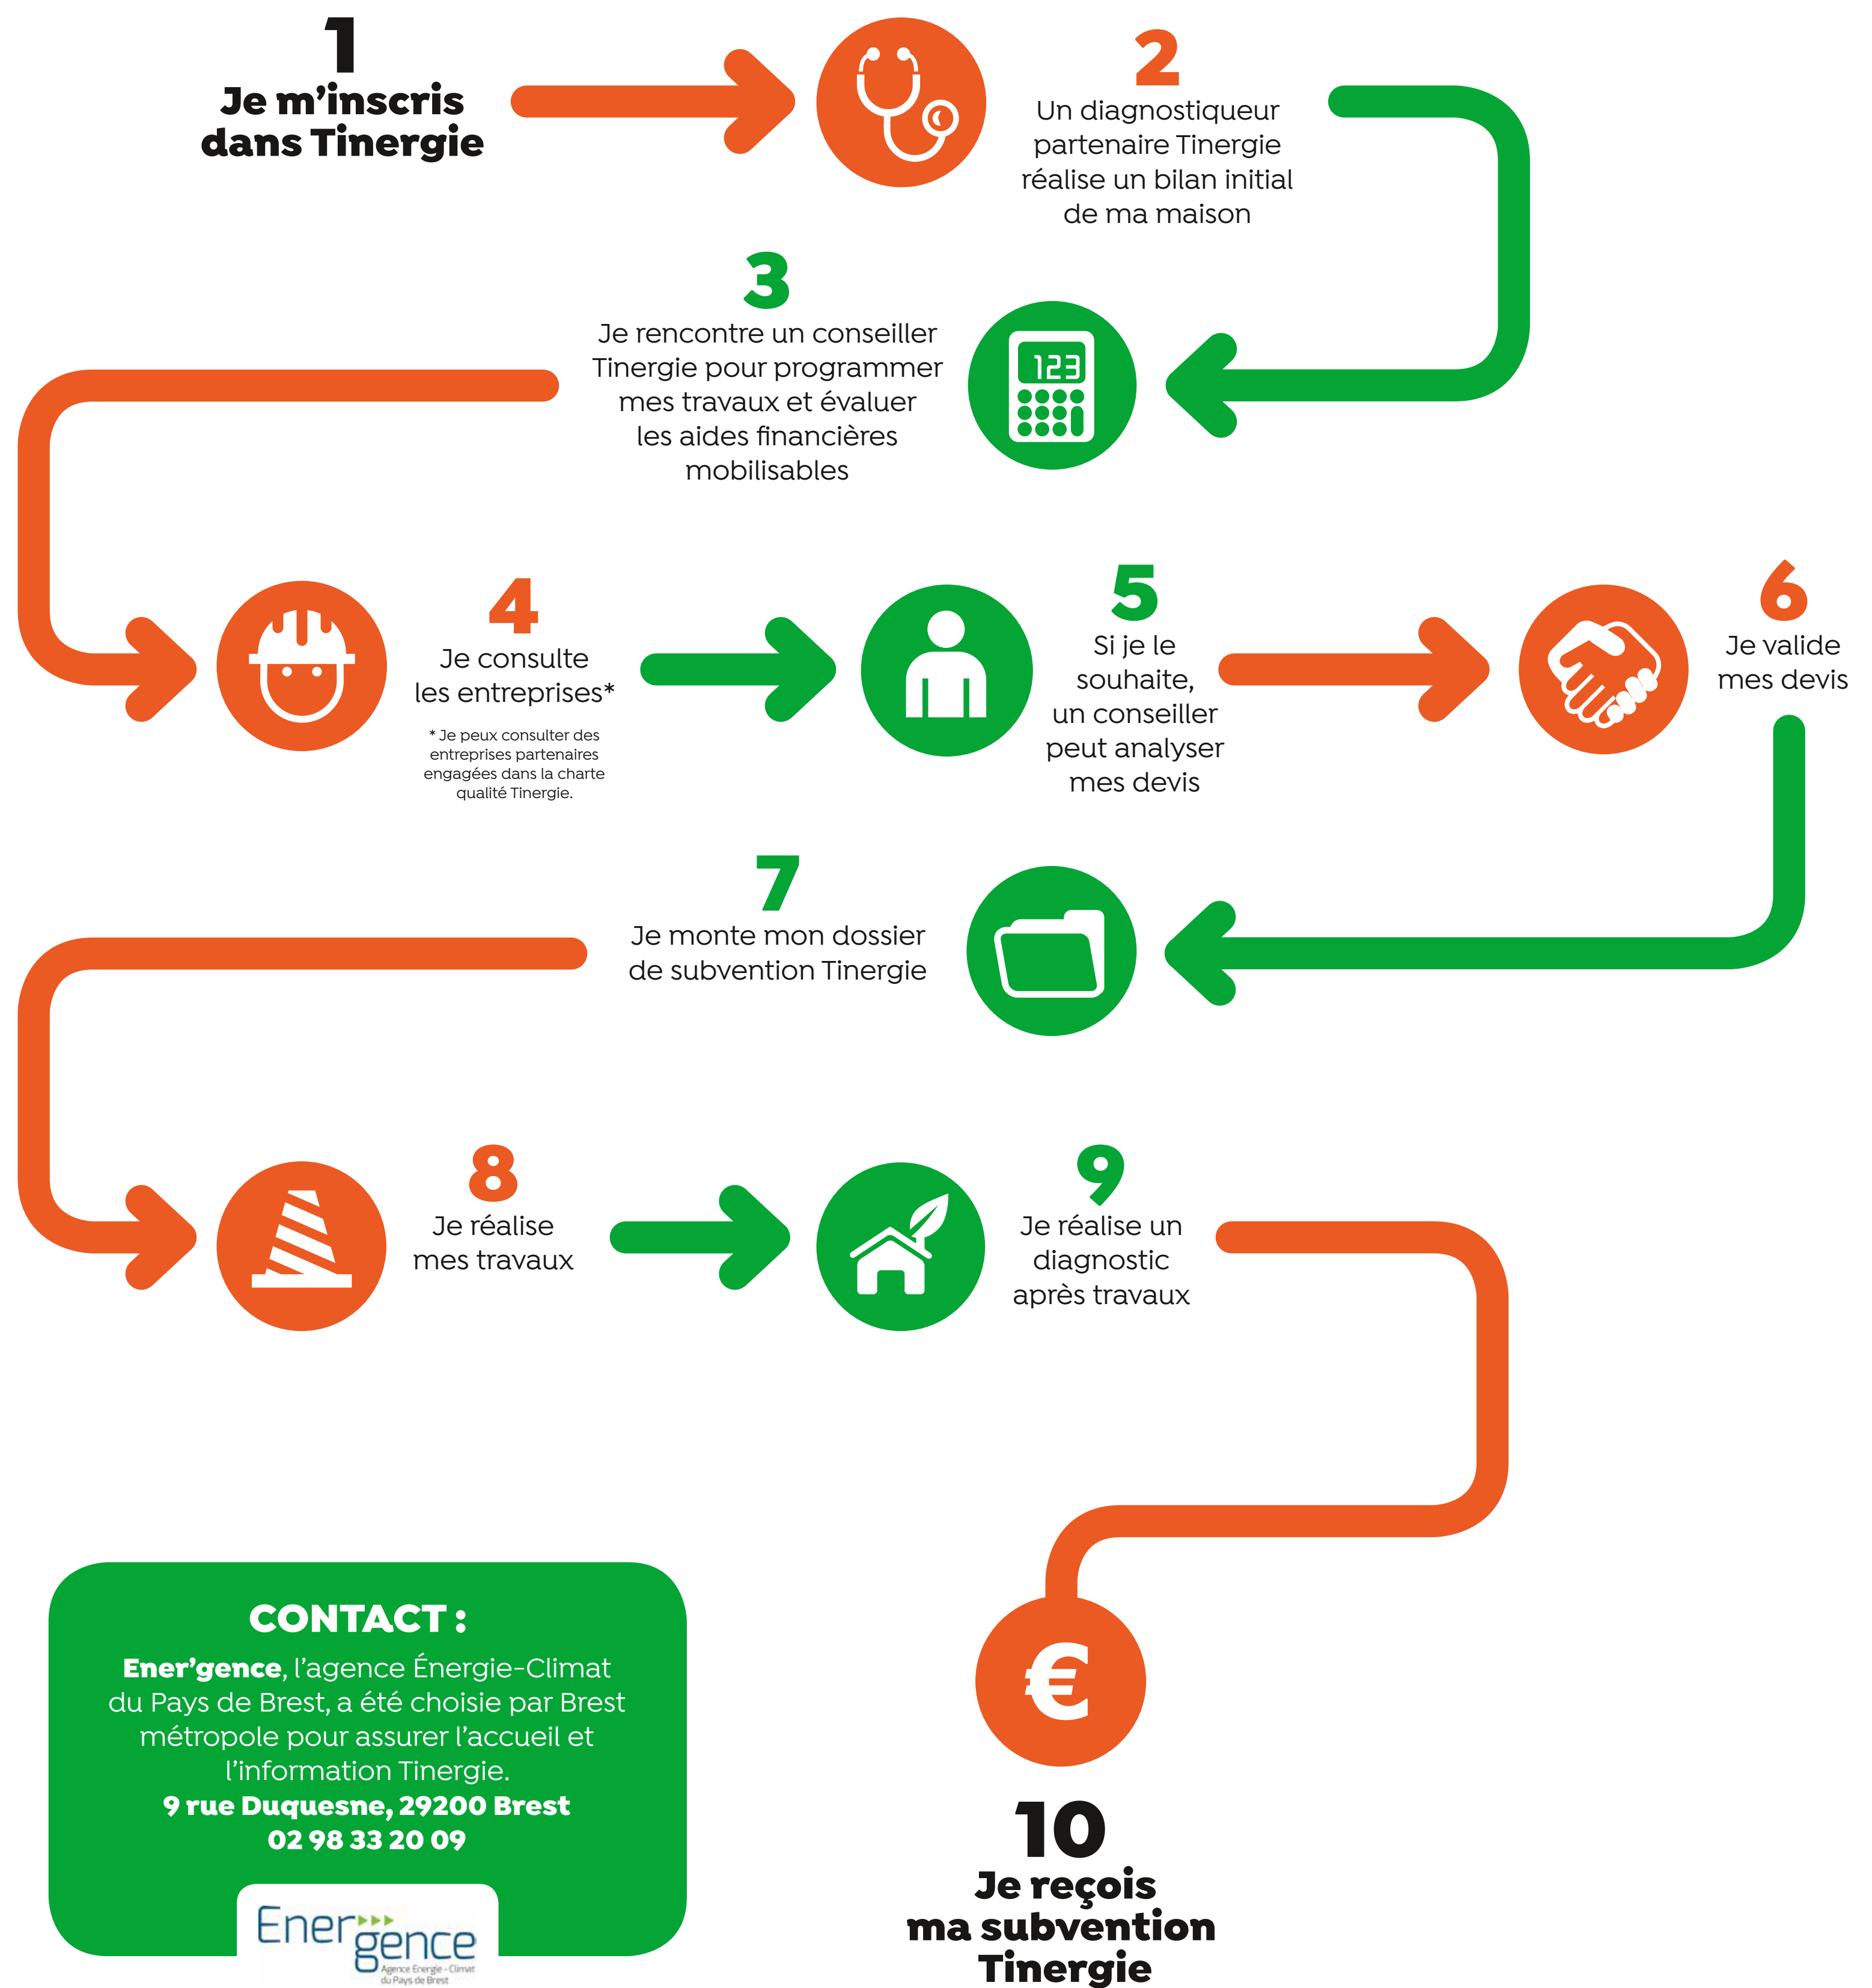 1
Je m'inscris
dans Tinergie
2
Un diagnostiqueur
partenaire Tinergie
réalise un bilan initial
de ma maison
3
Je rencontre un conseiller
Tinergie pour programmer
mes travaux et évaluer
les aides financières
mobilisables
123
4
Je consulte
les entreprises*
* Je peux consulter des
entreprises partenaires
engagées dans la charte
qualité Tinergie.
5
Si je le
souhaite,
un conseiller
peut analyser
mes devis
6
Je valide
mes devis
7
Je monte mon dossier
de subvention Tinergie
8
Je réalise
mes travaux
9
Je réalise un
diagnostic
après travaux
€
10
Je reçois
ma subvention
Tinergie
CONTACT :
Ener'gence, l'agence Énergie-Climat
du Pays de Brest, a été choisie par Brest
métropole pour assurer l'accueil et
l'information Tinergie.
9 rue Duquesne, 29200 Brest
02 98 33 20 09
Ener
gence
Agence Énergie - Climat
du Pays de Brest